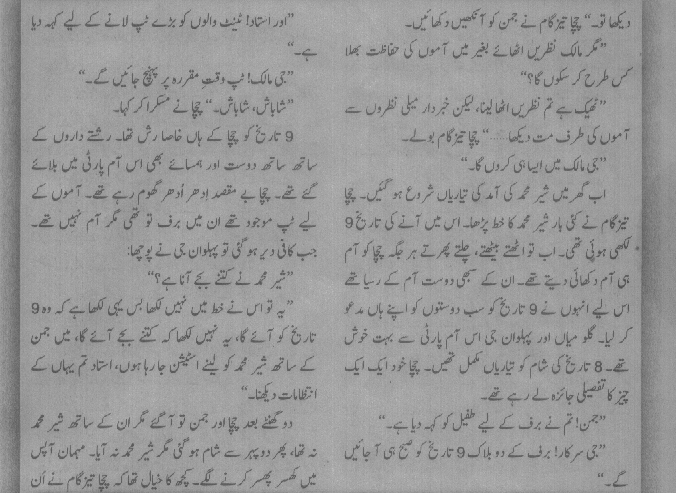 دیکھا تو۔“ چچا تیز گام نے جمن کو آنکھیں دکھائیں۔
”مگر مالک نظریں اٹھائے بغیر میں آموں کی حفاظت بھلا
کس طرح کر سکوں گا؟“
”ٹھیک ہے تم نظریں اٹھا لینا، لیکن خبردار میلی نظروں سے
آموں کی طرف مت دیکھا......“ چچا تیز گام بولے۔
”جی مالک میں ایسا ہی کروں گا۔“
اب گھر میں شیر محمد کی آمد کی تیاریاں شروع ہو گئیں۔ چچا
تیز گام نے کئی بار شیر محمد کا خط پڑھا۔ اس میں آنے کی تاریخ 9
لکھی ہوئی تھی۔ اب تو اٹھتے بیٹھتے، چلتے پھرتے ہر جگہ چچا کو آم
ہی آم دکھائی دیتے تھے۔ ان کے سبھی دوست آم کے رسیا تھے
اس لیے انہوں نے 9 تاریخ کو سب دوستوں کو اپنے ہاں مدعو
کر لیا۔ گلو میاں اور پہلوان جی اس آم پارٹی سے بہت خوش
تھے۔ 8 تاریخ کی شام کو تیاریاں مکمل تھیں۔ چچا خود ایک ایک
چیز کا تفصیلی جائزہ لے رہے تھے۔
”جمن! تم نے برف کے لیے طفیل کو کہہ دیا ہے۔“
”جی سرکار! برف کے دو بلاک 9 تاریخ کو صبح ہی آ جائیں
گے۔“
”اور استاد! ٹینٹ والوں کو بڑے ٹپ لانے کے لیے کہہ دیا
ہے۔“
”جی مالک! ٹپ وقتِ مقررہ پر پہنچ جائیں گے۔“
”شاباش، شاباش۔“ چچا نے مسکرا کر کہا۔
9 تاریخ کو چچا کے ہاں خاصا رش تھا۔ رشتے داروں کے
ساتھ ساتھ دوست اور ہمسائے بھی اس آم پارٹی میں بلائے
گئے تھے۔ چچا بے مقصد اِدھر اُدھر گھوم رہے تھے۔ آموں کے
لیے ٹپ موجود تھے ان میں برف تو تھی مگر آم نہیں تھے۔
جب کافی دیر ہو گئی تو پہلوان جی نے پوچھا:
”شیر محمد نے کتنے بجے آنا ہے؟“
”یہ تو اس نے خط میں نہیں لکھا بس یہی لکھا ہے کہ وہ 9
تاریخ کو آئے گا، یہ نہیں لکھا کہ کتنے بجے آئے گا، میں جمن
کے ساتھ شیر محمد کو لینے اسٹیشن جا رہا ہوں، استاد تم یہاں کے
انتظامات دیکھنا۔“
دو گھنٹے بعد چچا اور جمن تو آ گئے مگر ان کے ساتھ شیر محمد
نہ تھا، پھر دوپہر سے شام ہو گئی مگر شیر محمد نہ آیا۔ مہمان آپس
میں کھسر پھسر کرنے لگے۔ کچھ کا خیال تھا کہ چچا تیز گام نے اُن